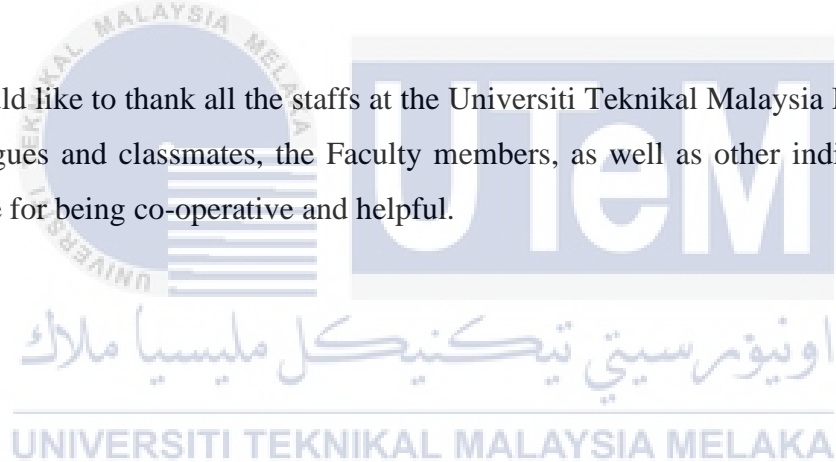 MALAYSIA
UTeM
ld like to thank all the staffs at the Universiti Teknikal Malaysia
gues and classmates, the Faculty members, as well as other indi
for being co-operative and helpful.
اونيۏرسيتي تيكنيكل مليسيا ملاك
UNIVERSITI TEKNIKAL MALAYSIA MELAKA